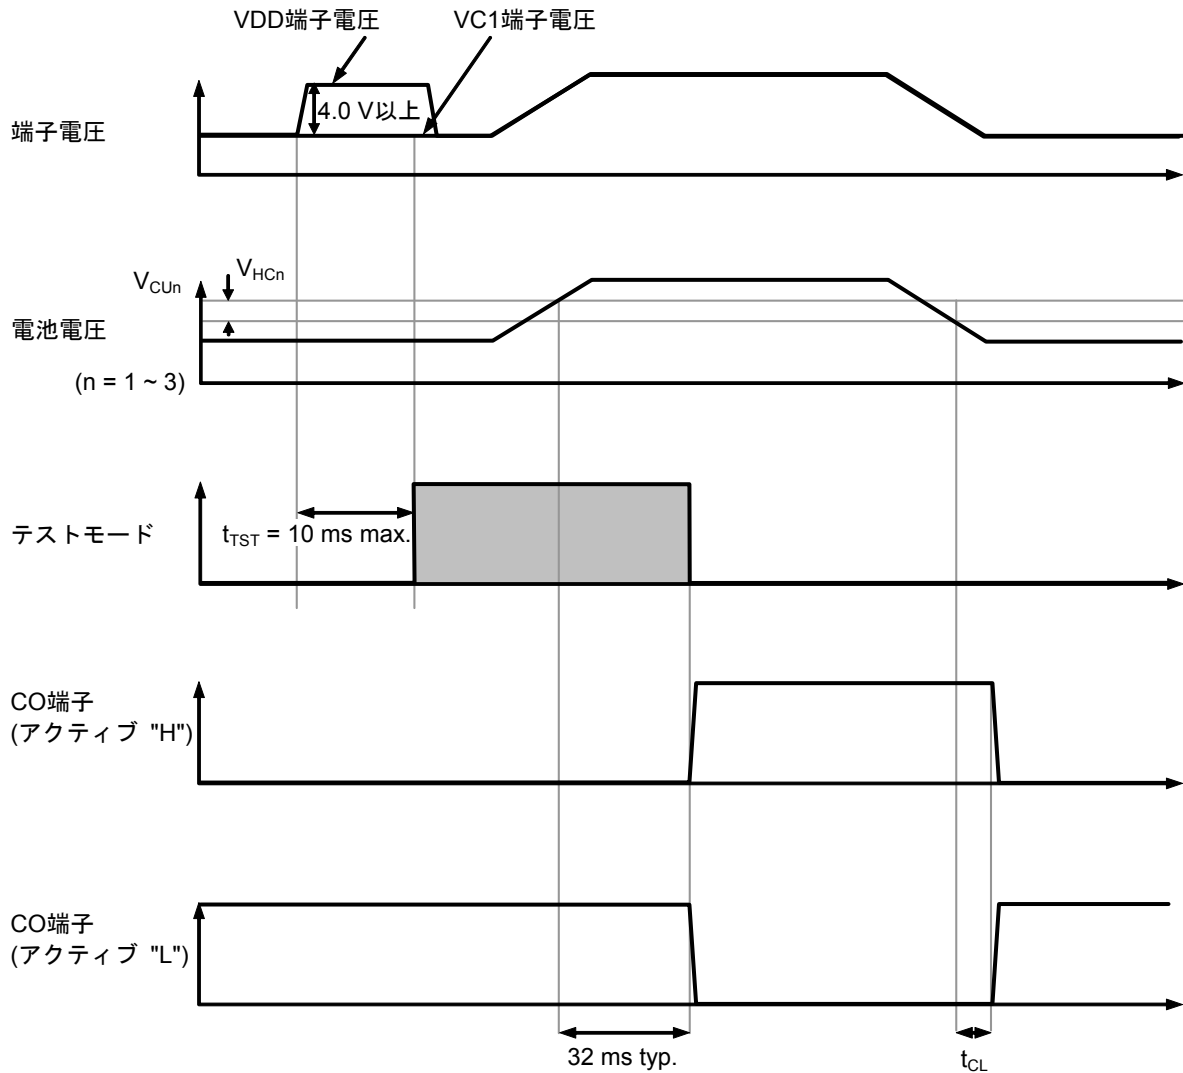 VDD端子電圧
VC1端子電圧
4.0 V以上
端子電圧
VCUn
VHCn
電池電圧
(n = 1 ~ 3)
テストモード
tTST = 10 ms max.
CO端子
(アクティブ "H")
CO端子
(アクティブ "L")
32 ms typ.
tCL